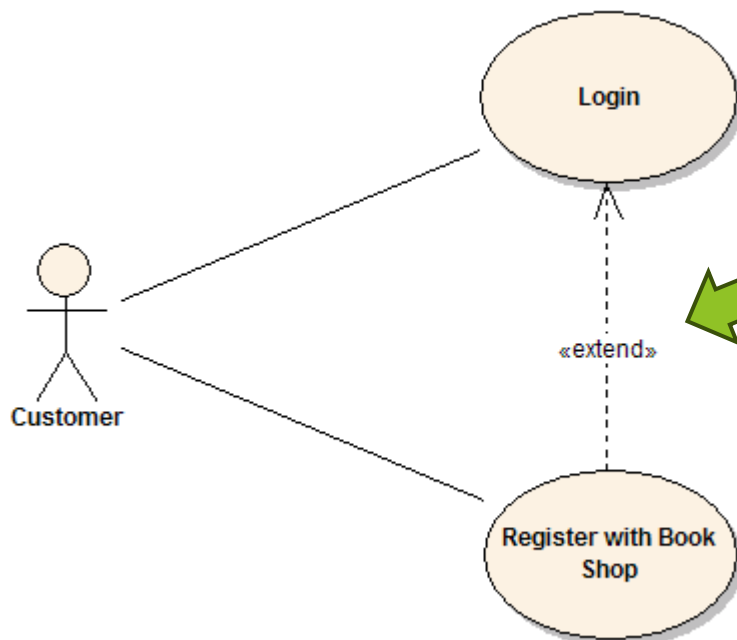 Login
«extend»
Customer
Register with Book
Shop